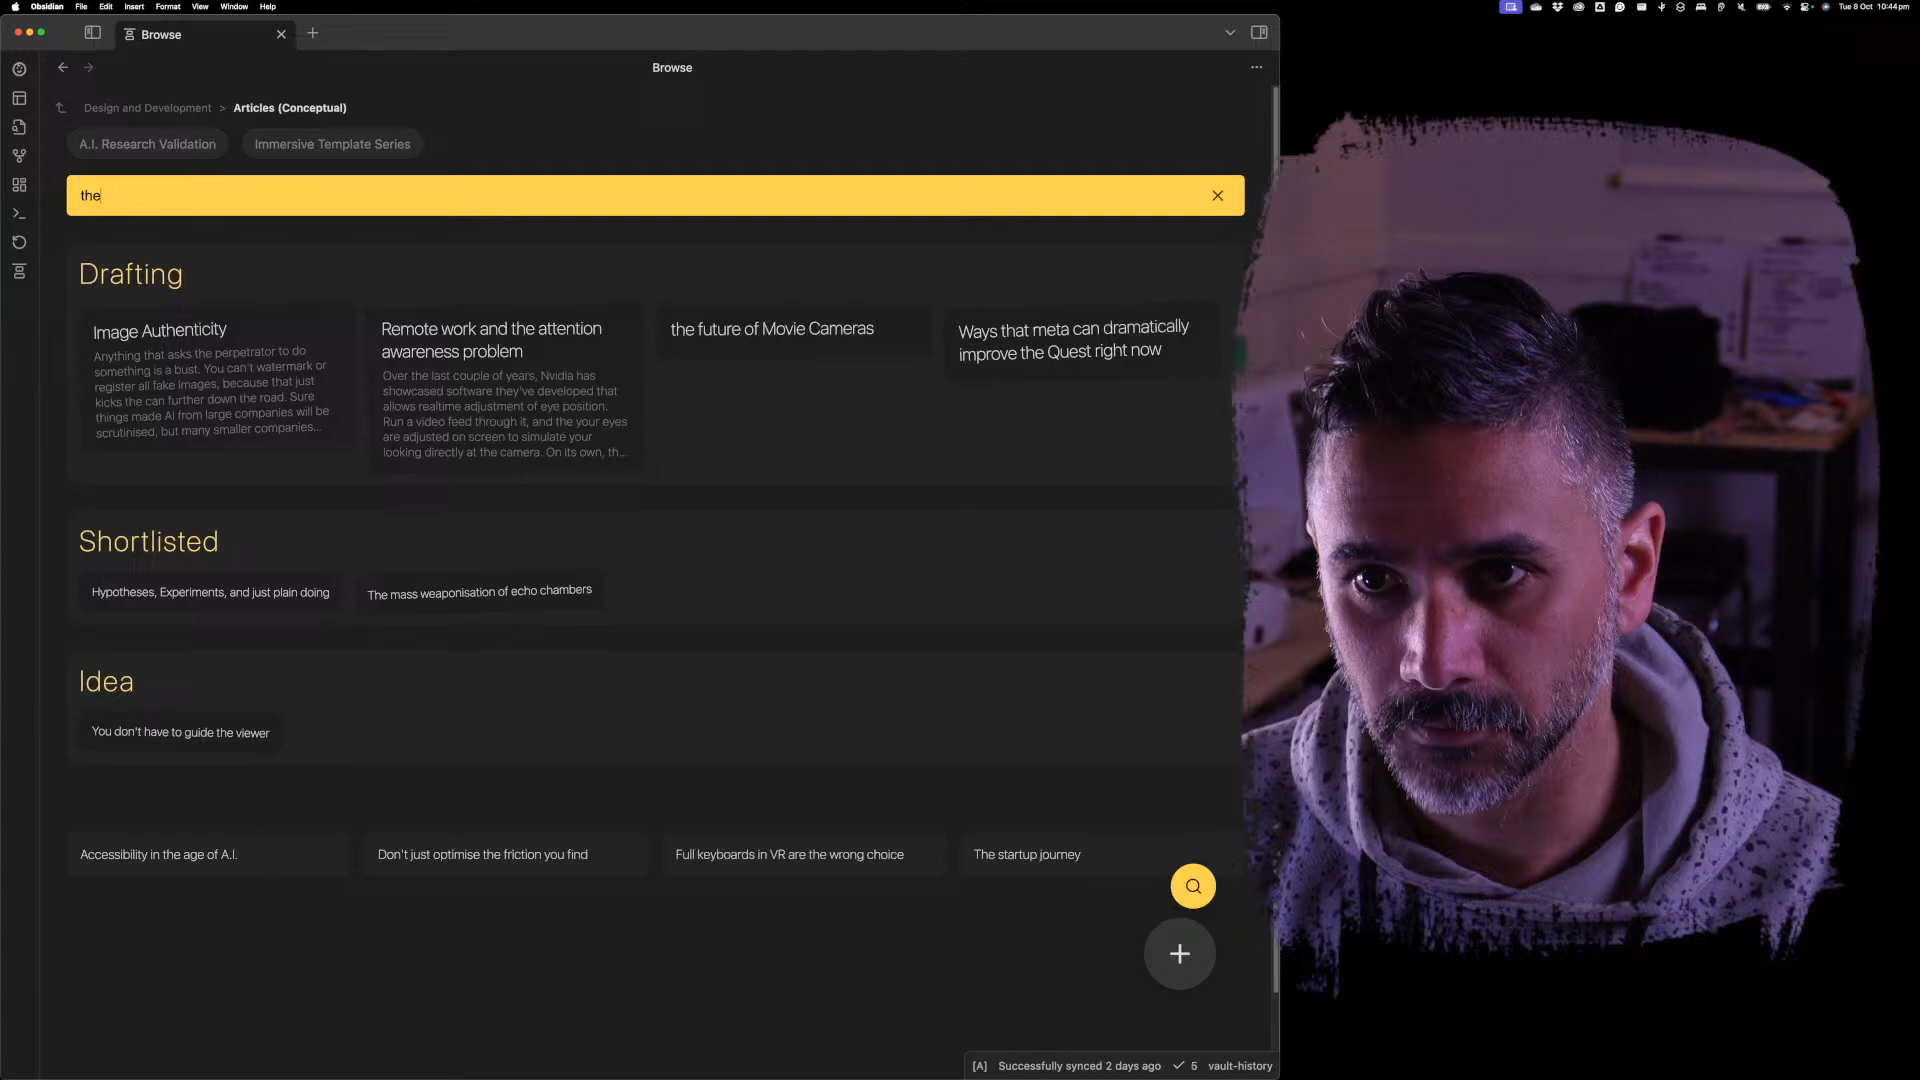 Obsidian File Edit Insert Format View Window Help
Tue 8 Oct 10:44pm
Browse
Browse
Design and Development > Articles (Conceptual)
A.I. Research Validation
Immersive Template Series
the
Drafting
Image Authenticity
Anything that asks the perpetrator to do
something is a bust. You can't watermark or
register all fake images, because that just
kicks the can further down the road. Sure
things made AI from large companies will be
scrutinised, but many smaller companies...
Remote work and the attention
awareness problem
Over the last couple of years, Nvidia has
showcased software they've developed that
allows realtime adjustment of eye position.
Run a video feed through it, and the your eyes
are adjusted on screen to simulate your
looking directly at the camera. On its own, th...
the future of Movie Cameras
Ways that meta can dramatically
improve the Quest right now
Shortlisted
Hypotheses, Experiments, and just plain doing
The mass weaponisation of echo chambers
Idea
You don't have to guide the viewer
Accessibility in the age of A.I.
Don't just optimise the friction you find
Full keyboards in VR are the wrong choice
The startup journey
[A] Successfully synced 2 days ago 5 vault-history